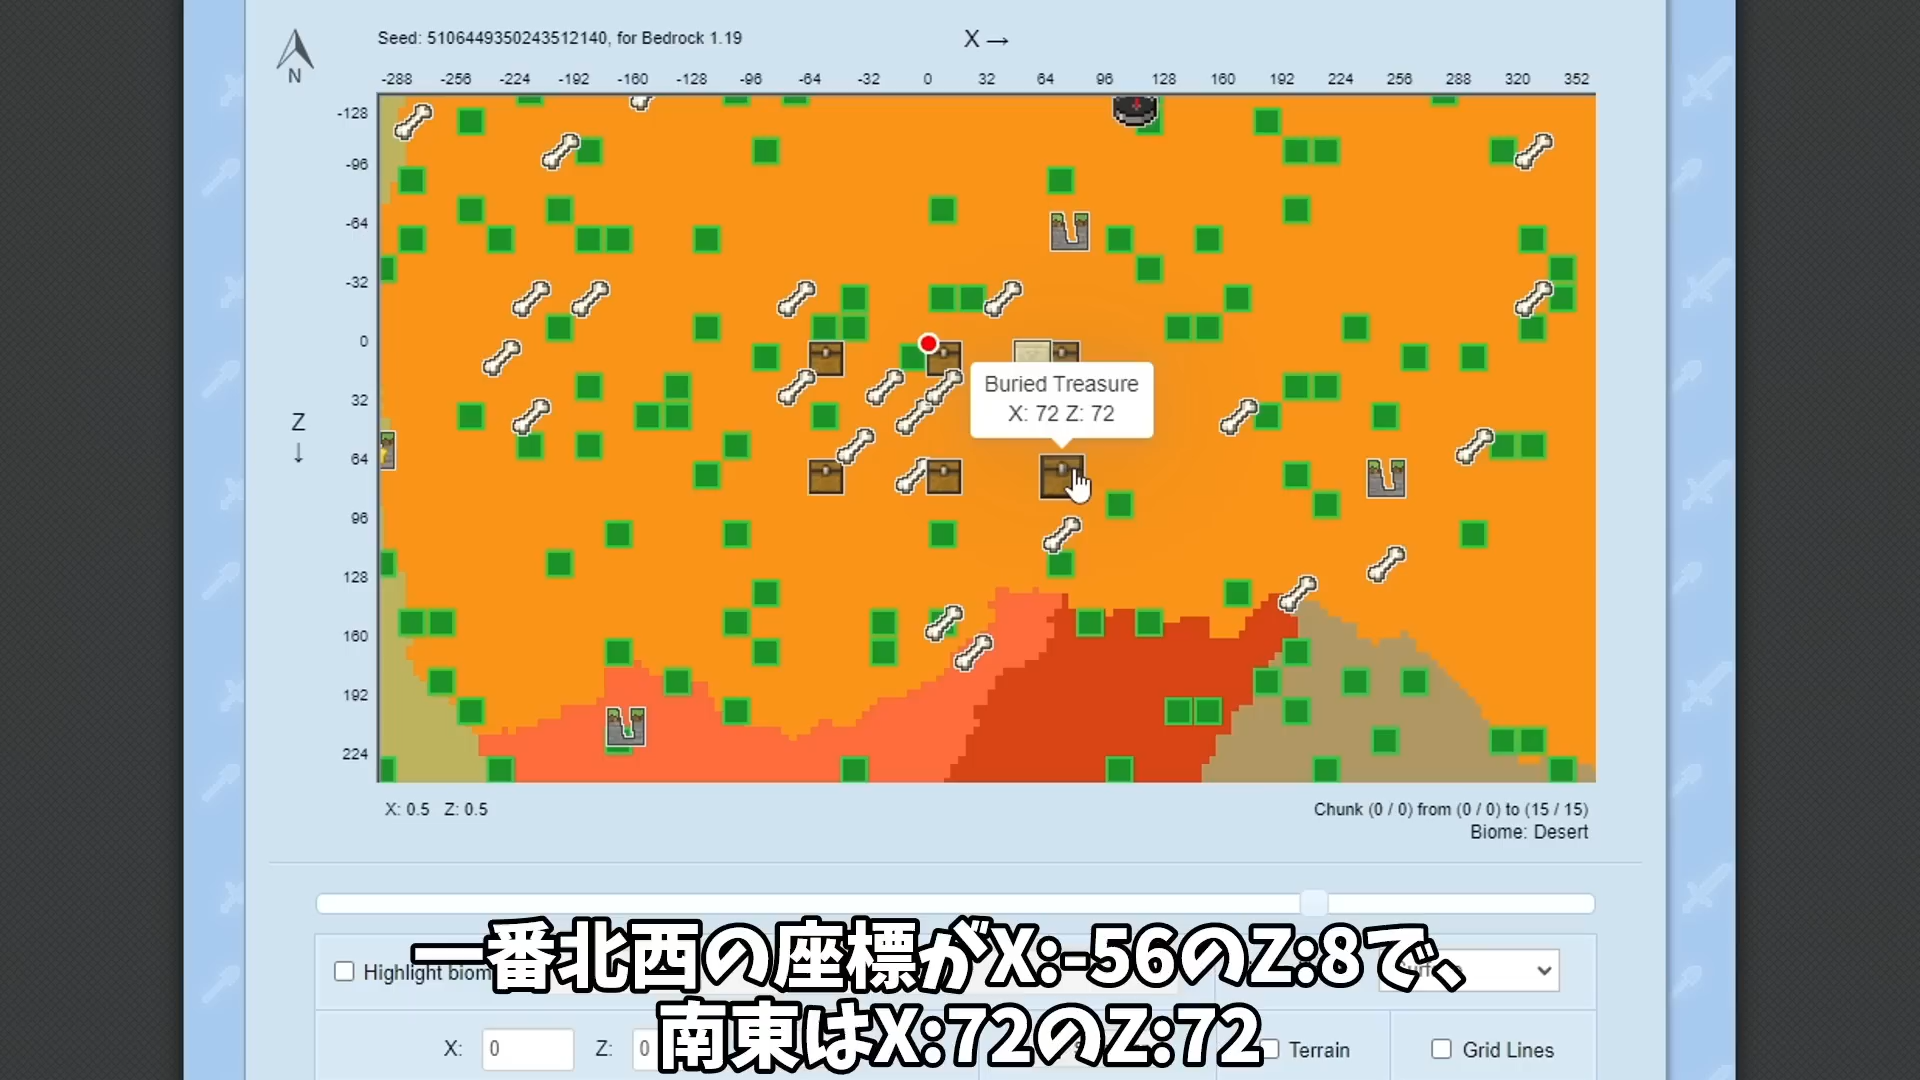 Seed: 5106449350243512140, for Bedrock 1.19
X →
N
-288 -256 -224 -192 -160 -128 -96 -64 -32 0 32 64 96 128 160 192 224 256 288 320 352
-128
-96
-64
-32
0
32
64
96
128
160
192
224
Z
↓
Buried Treasure
X: 72 Z: 72
X: 0.5 Z: 0.5
Chunk (0 / 0) from (0 / 0) to (15 / 15)
Biome: Desert
Highlight biom
一番北西の座標がX:-56のZ:8で、
南東はX:72のZ:72
X: 0 Z: 0
Terrain
Grid Lines